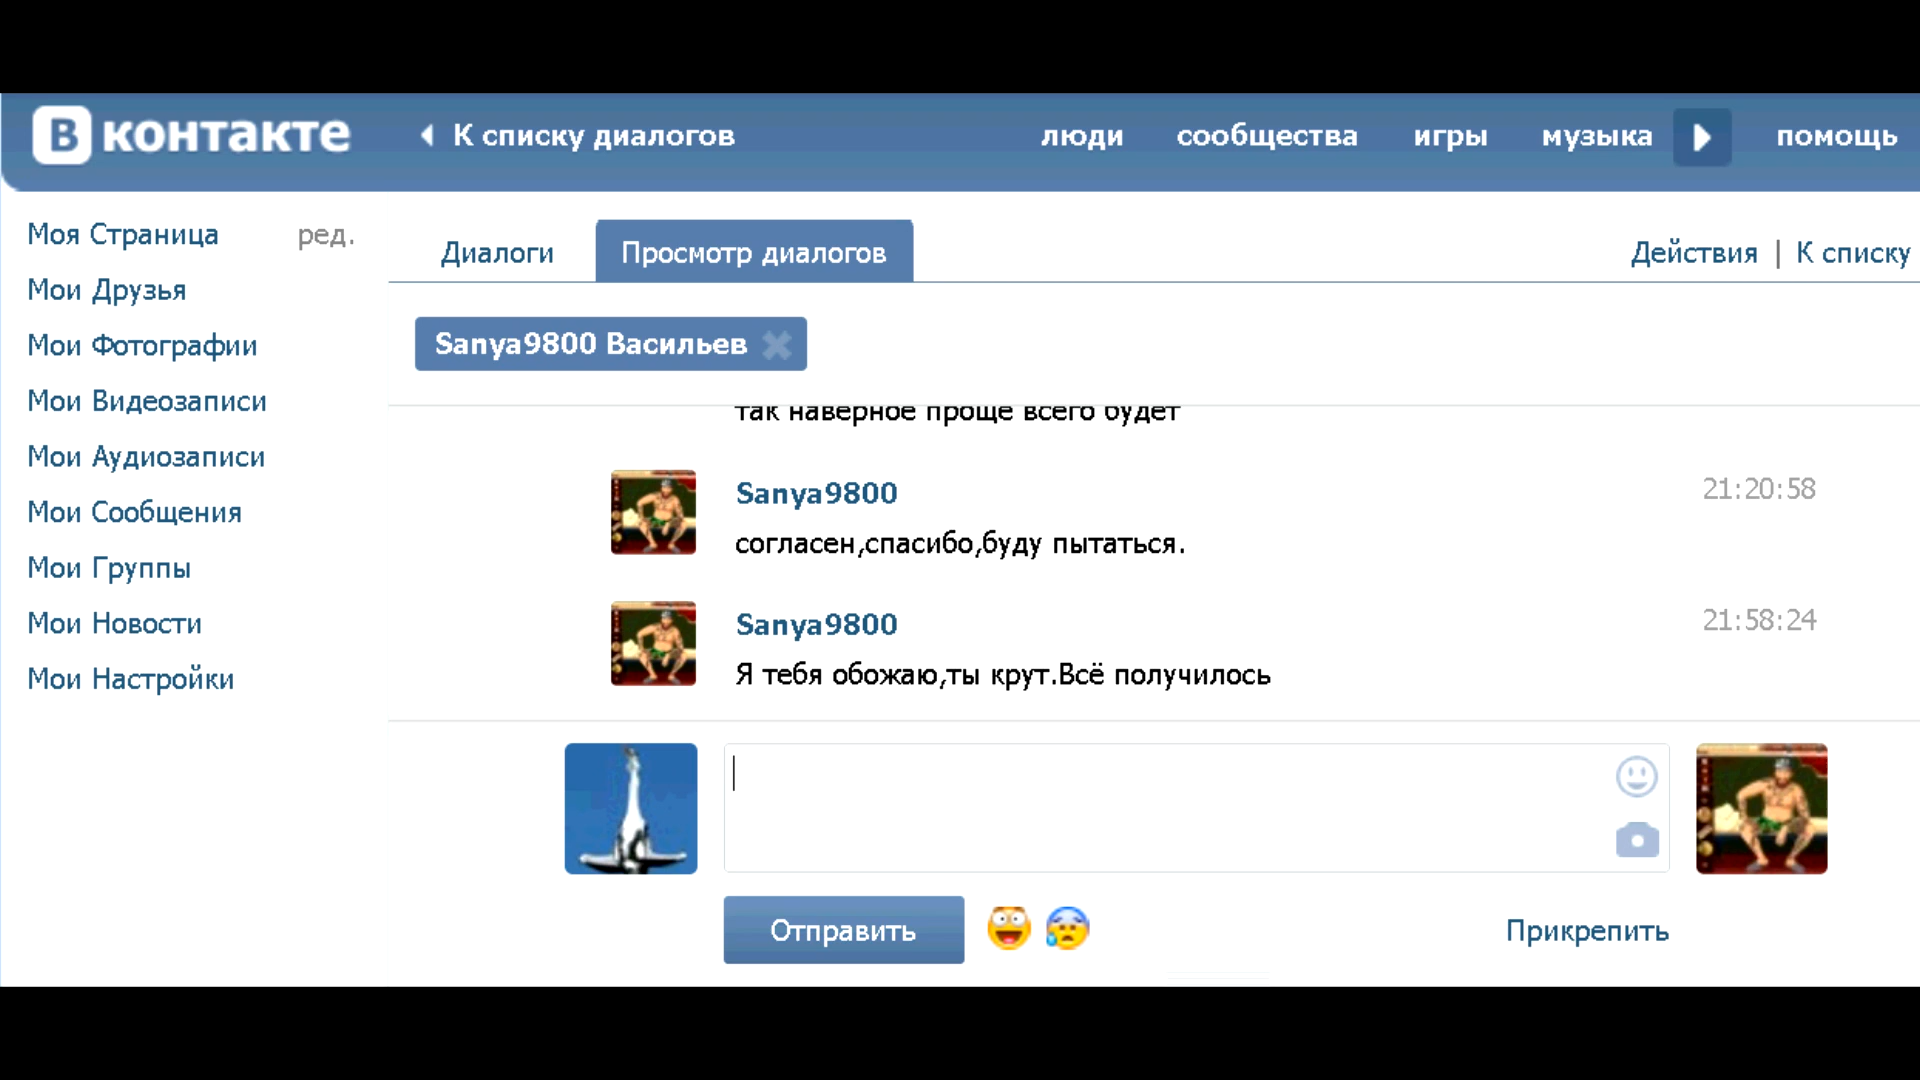 В контакте
К списку диалогов
люди
сообщества
игры
музыка
помощь
Моя Страница
ред.
Мои Друзья
Мои Фотографии
Мои Видеозаписи
Мои Аудиозаписи
Мои Сообщения
Мои Группы
Мои Новости
Мои Настройки
Диалоги
Просмотр диалогов
Действия | К списку
Sanya9800 Васильев
так наверное проще всего будет
Sanya9800
21:20:58
согласен,спасибо,буду пытаться.
Sanya9800
21:58:24
Я тебя обожаю,ты крут.Всё получилось
Отправить
Прикрепить